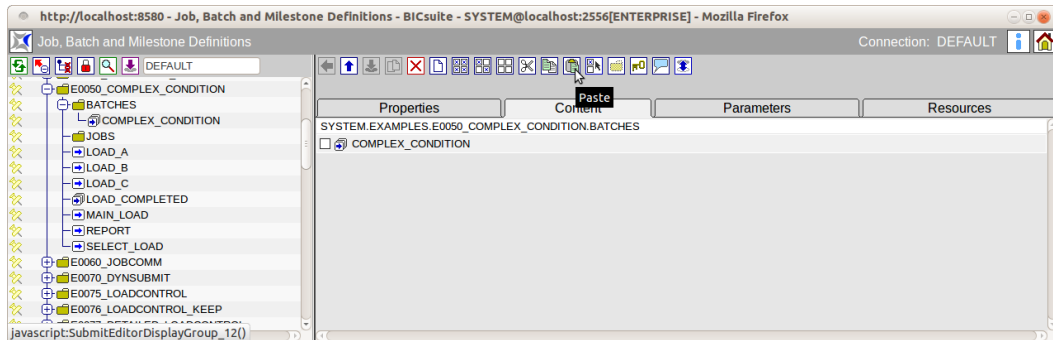 http://localhost:8580 - Job, Batch and Milestone Definitions - BICsuite - SYSTEM@localhost:2556[ENTERPRISE] - Mozilla Firefox
Job, Batch and Milestone Definitions
Connection: DEFAULT
DEFAULT
E0050_COMPLEX_CONDITION
BATCHES
COMPLEX_CONDITION
JOBS
LOAD_A
LOAD_B
LOAD_C
LOAD_COMPLETED
MAIN_LOAD
REPORT
SELECT_LOAD
E0060_JOBCOMM
E0070_DYNSUBMIT
E0075_LOADCONTROL
E0076_LOADCONTROL_KEEP
javascript:SubmitEditorDisplayGroup_12()
Paste
Properties
Content
Parameters
Resources
SYSTEM.EXAMPLES.E0050_COMPLEX_CONDITION.BATCHES
COMPLEX_CONDITION